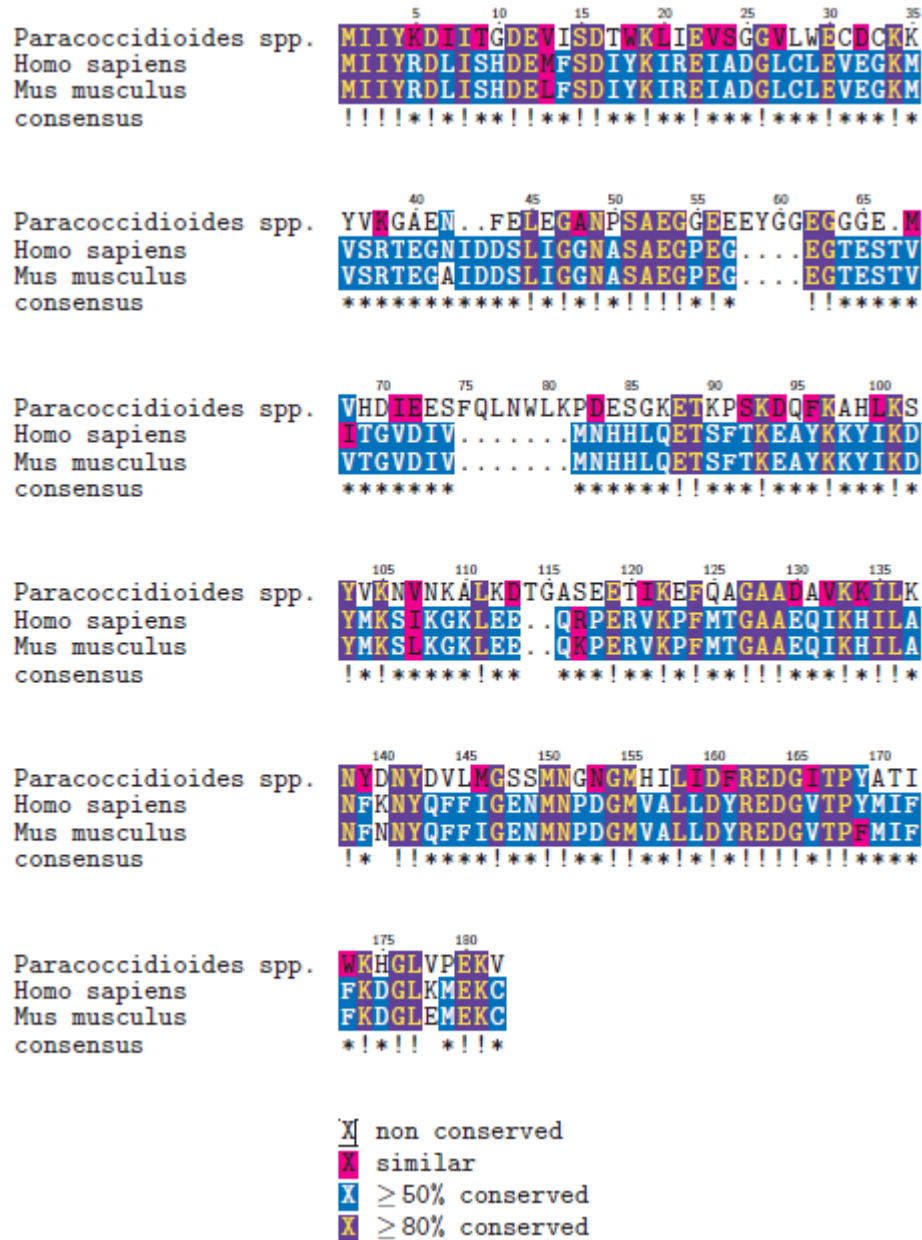 5 10 15 20 25 30 35
Paracoccidioides spp. MIIYKDIITGDEVISDTWKLIEVSGGVLWECDCKK
Homo sapiens MIIYRDLISHDEMFSDIYKIREIADGLCLEVEGKM
Mus musculus MIIYRDLISHDELFSDIYKIREIADGLCLEVEGKM
consensus !!!!*!*!**!!**!!**!**!***!***!***!*
40 45 50 55 60 65
Paracoccidioides spp. YVKGAEN..FELEGANPSAEGGEEEYGGEGGGE.M
Homo sapiens VSRTEGNIDDSLIGGNASAEGPEG....EGTESTV
Mus musculus VSRTEGAIDDSLIGGNASAEGPEG....EGTESTV
consensus ***********!*!*!*!!!!*!*    !!*****
70 75 80 85 90 95 100
Paracoccidioides spp. VHDIEESFQLNWLKPDESGKETKPSKDQFKAHLKS
Homo sapiens ITGVDIV.......MNHHLQETSFTKEAYKKYIKD
Mus musculus VTGVDIV.......MNHHLQETSFTKEAYKKYIKD
consensus *******       ******!!***!***!***!*
105 110 115 120 125 130 135
Paracoccidioides spp. YVKNVNKALKDTGASEETIKEFQAGAADAVKKILK
Homo sapiens YMKSIKGKLEE..QRPERVKPFMTGAAEQIKHILA
Mus musculus YMKSLKGKLEE..QKPERVKPFMTGAAEQIKHILA
consensus !*!*****!**  ***!**!*!**!!!***!*!!*
140 145 150 155 160 165 170
Paracoccidioides spp. NYDNYDVLMGSSMNGNGMHILIDFREDGITPYATI
Homo sapiens NFKNYQFFIGENMNPDGMVALLDYREDGVTPYMIF
Mus musculus NFNNYQFFIGENMNPDGMVALLDYREDGVTPFMIF
consensus !* !!****!**!!**!!**!*!*!!!!*!!****
175 180
Paracoccidioides spp. WKHGLVPEKV
Homo sapiens FKDGLKMEKC
Mus musculus FKDGLEMEKC
consensus *!*!! *!!*
X non conserved
X similar
X ≥50% conserved
X ≥80% conserved